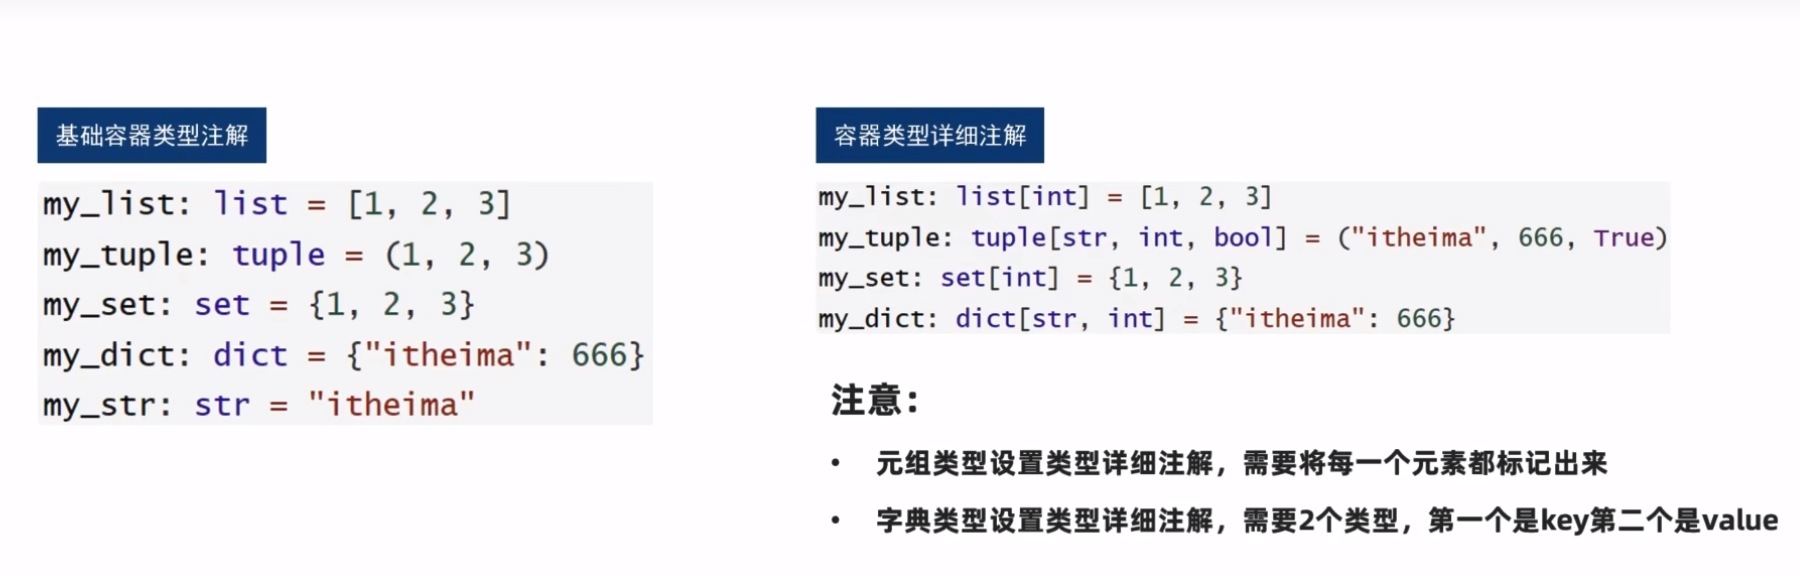 基础容器类型注解
my_list: list = [1, 2, 3]
my_tuple: tuple = (1, 2, 3)
my_set: set = {1, 2, 3}
my_dict: dict = {"itheima": 666}
my_str: str = "itheima"
容器类型详细注解
my_list: list[int] = [1, 2, 3]
my_tuple: tuple[str, int, bool] = ("itheima", 666, True)
my_set: set[int] = {1, 2, 3}
my_dict: dict[str, int] = {"itheima": 666}
注意：
• 元组类型设置类型详细注解，需要将每一个元素都标记出来
• 字典类型设置类型详细注解，需要2个类型，第一个是key第二个是value